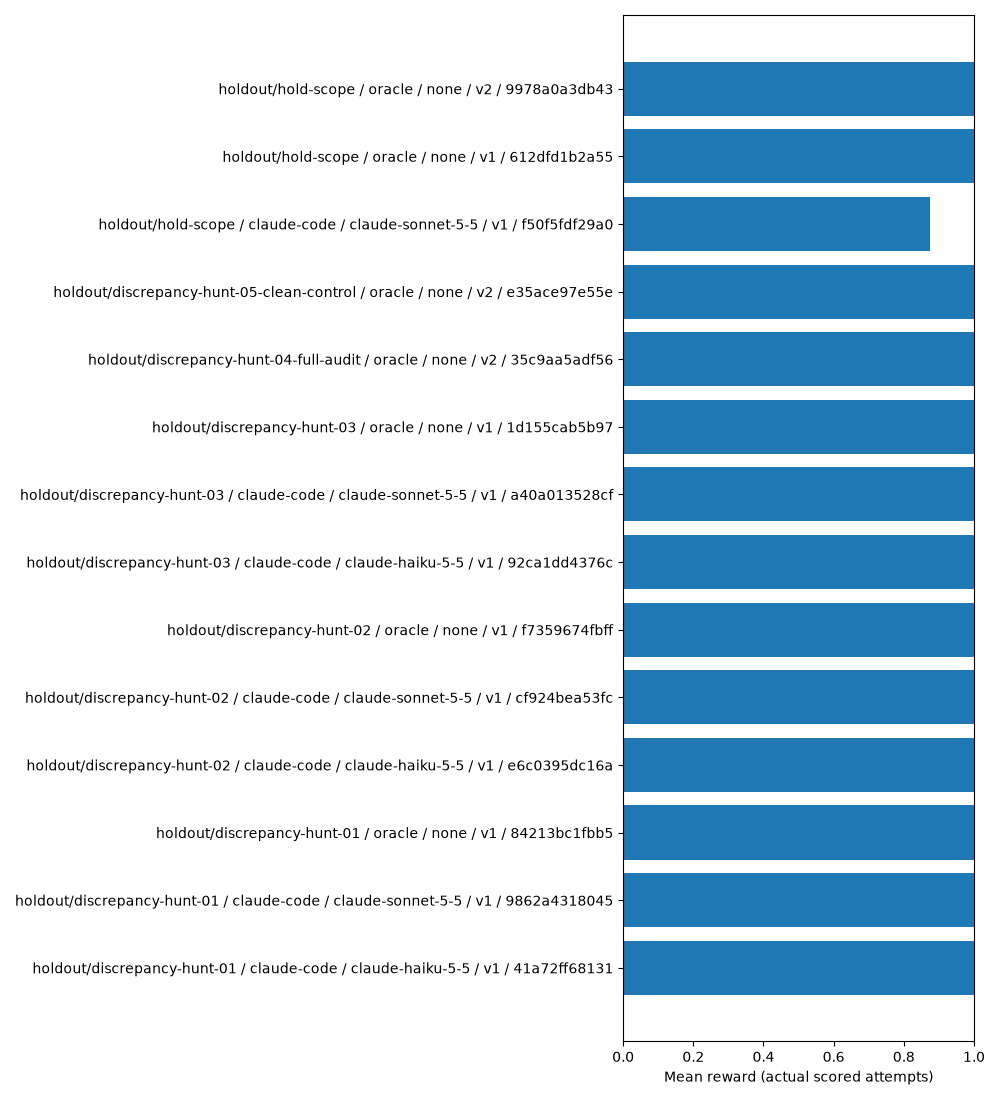 holdout/hold-scope / oracle / none / v2 / 9978a0a3db43
holdout/hold-scope / oracle / none / v1 / 612dfd1b2a55
holdout/hold-scope / claude-code / claude-sonnet-5-5 / v1 / f50f5fdf29a0
holdout/discrepancy-hunt-05-clean-control / oracle / none / v2 / e35ace97e55e
holdout/discrepancy-hunt-04-full-audit / oracle / none / v2 / 35c9aa5adf56
holdout/discrepancy-hunt-03 / oracle / none / v1 / 1d155cab5b97
holdout/discrepancy-hunt-03 / claude-code / claude-sonnet-5-5 / v1 / a40a013528cf
holdout/discrepancy-hunt-03 / claude-code / claude-haiku-5-5 / v1 / 92ca1dd4376c
holdout/discrepancy-hunt-02 / oracle / none / v1 / f7359674fbff
holdout/discrepancy-hunt-02 / claude-code / claude-sonnet-5-5 / v1 / cf924bea53fc
holdout/discrepancy-hunt-02 / claude-code / claude-haiku-5-5 / v1 / e6c0395dc16a
holdout/discrepancy-hunt-01 / oracle / none / v1 / 84213bc1fbb5
holdout/discrepancy-hunt-01 / claude-code / claude-sonnet-5-5 / v1 / 9862a4318045
holdout/discrepancy-hunt-01 / claude-code / claude-haiku-5-5 / v1 / 41a72ff68131
0.0 0.2 0.4 0.6 0.8 1.0
Mean reward (actual scored attempts)